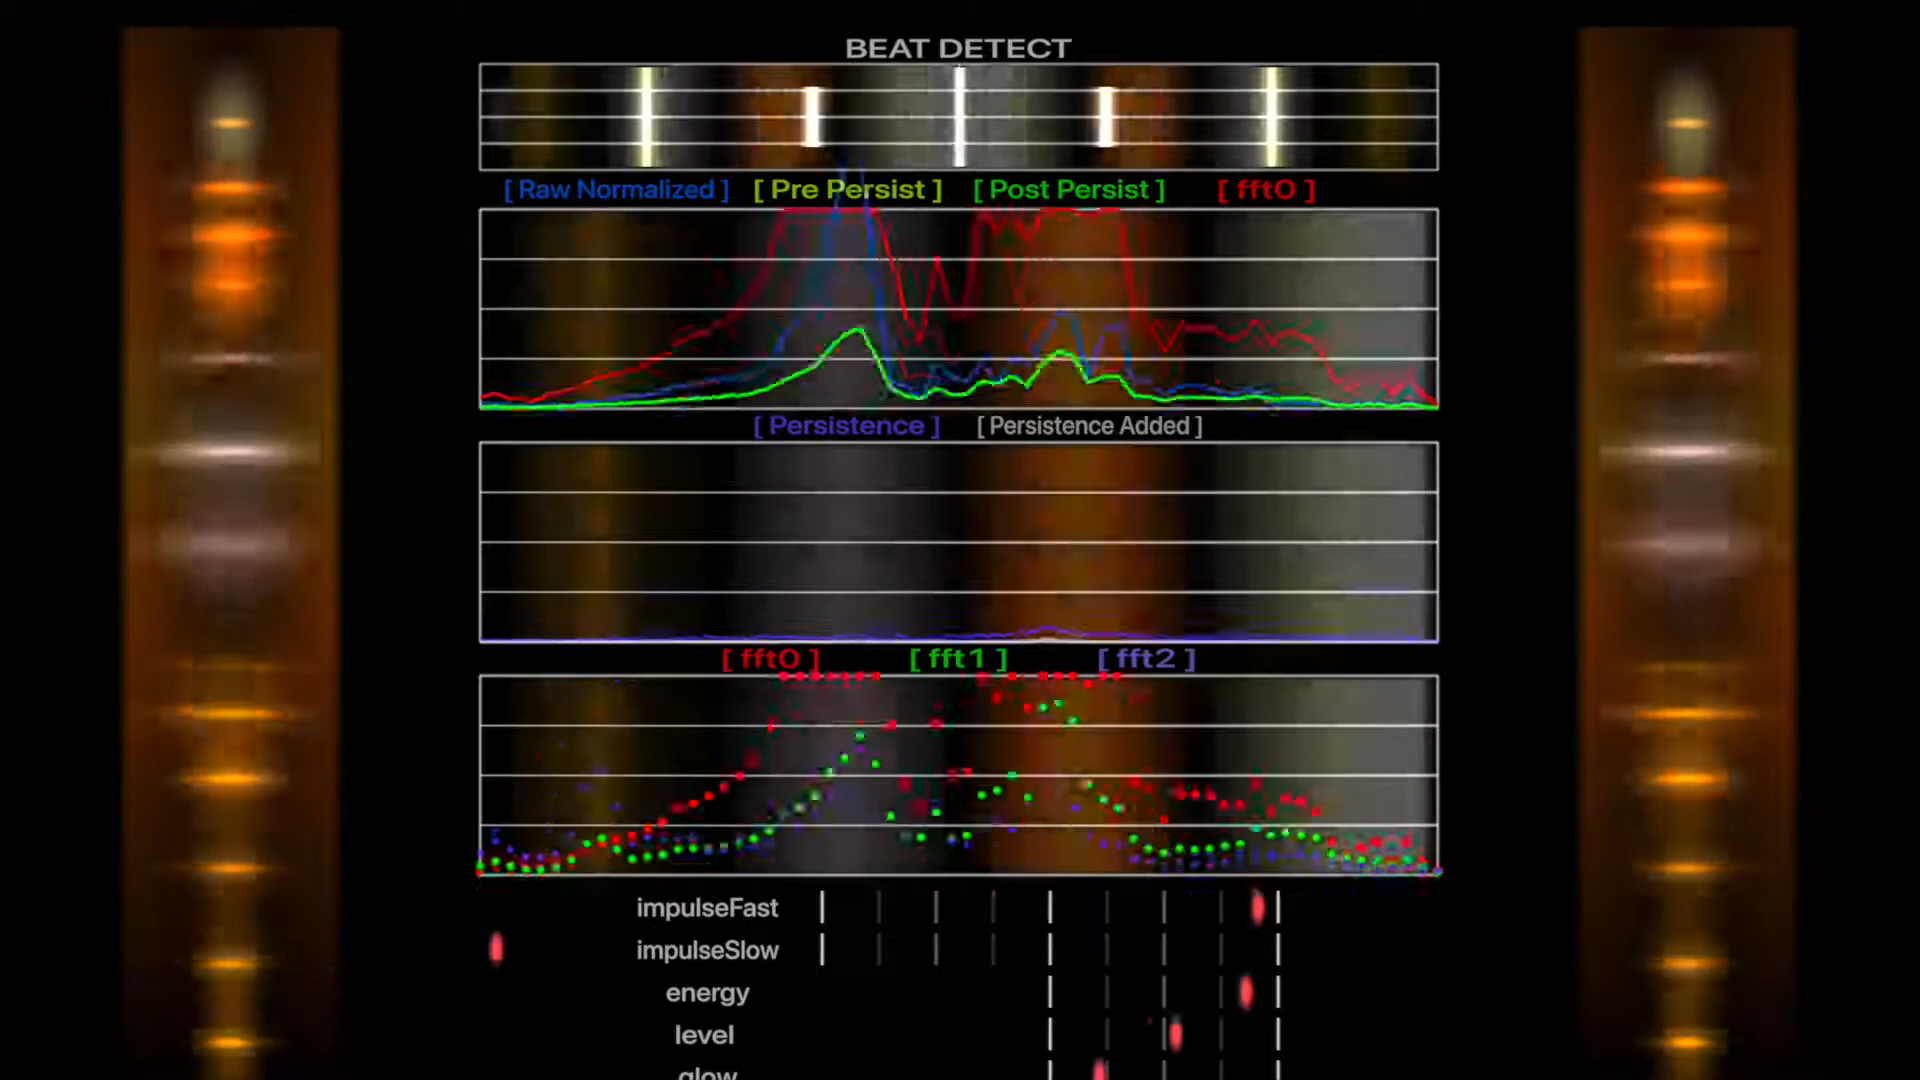 BEAT DETECT
[ Raw Normalized ] [ Pre Persist ] [ Post Persist ] [ fft0 ]
[ Persistence ] [ Persistence Added ]
[ fft0 ] [ fft1 ] [ fft2 ]
impulseFast
impulseSlow
energy
level
glow